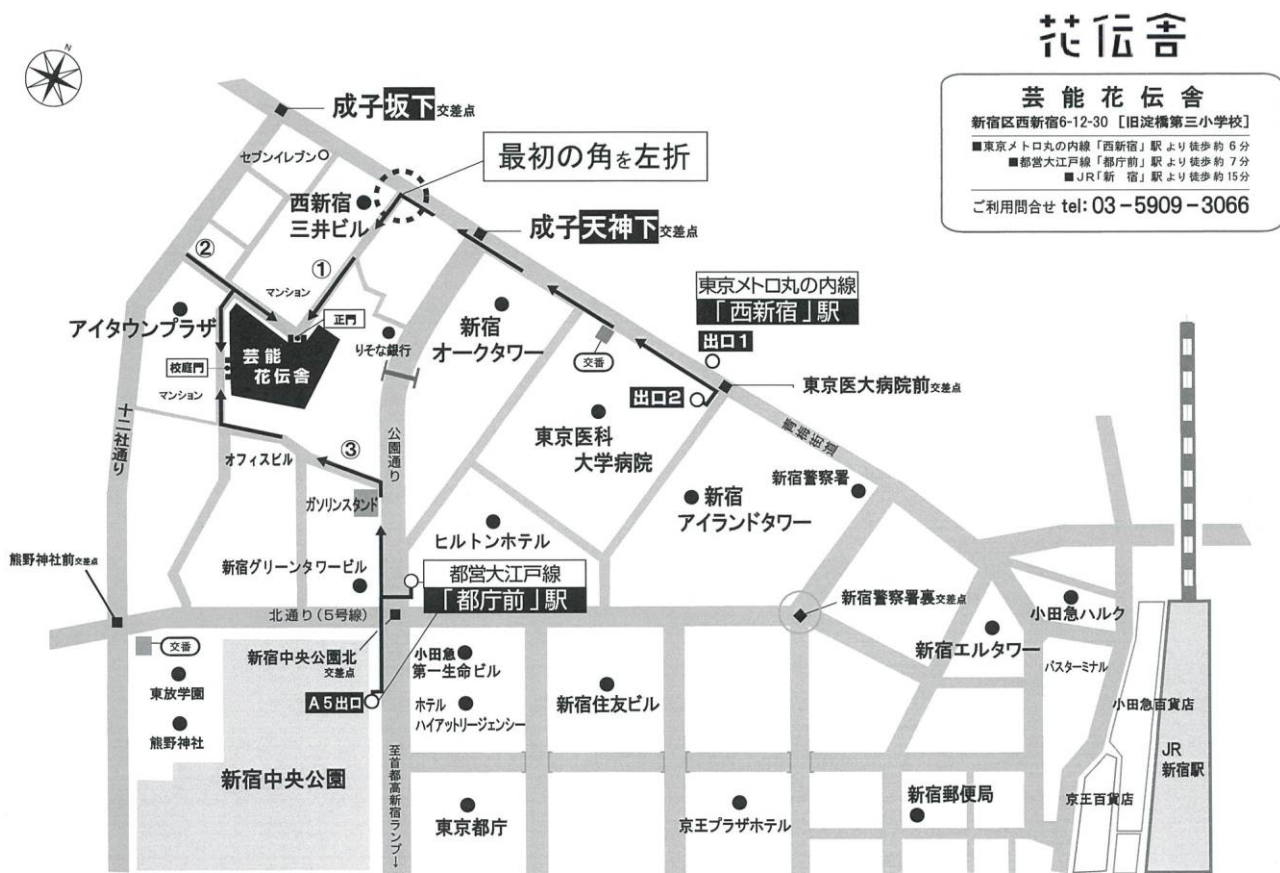 花伝舎
芸能花伝舎
新宿区西新宿6-12-30 [旧淀橋第三小学校]
■東京メトロ丸の内線「西新宿」駅より徒歩約6分
■都営大江戸線「都庁前」駅より徒歩約7分
■JR「新 宿」駅より徒歩約15分
ご利用問合せ tel: 03-5909-3066
N
成子坂下交差点
セブンイレブン
最初の角を左折
西新宿
三井ビル
成子天神下交差点
②
①
マンション
東京メトロ丸の内線
「西新宿」駅
出口1
アイタウンプラザ
正門
新宿
オークタワー
芸能
花伝舎
りそな銀行
交番
校庭門
マンション
出口2
東京医大病院前交差点
東京医科
大学病院
十二社通り
公園通り
青梅街道
オフィスビル
③
ガソリンスタンド
新宿警察署
新宿
アイランドタワー
ヒルトンホテル
熊野神社前交差点
新宿グリーンタワービル
都営大江戸線
「都庁前」駅
北通り(5号線)
新宿警察署裏交差点
小田急ハルク
交番
新宿中央公園北
交差点
小田急
第一生命ビル
新宿エルタワー
バスターミナル
東放学園
A5出口
ホテル
ハイアットリージェンシー
新宿住友ビル
小田急百貨店
熊野神社
JR
新宿駅
新宿中央公園
至首都高新宿ランプ↓
東京都庁
京王プラザホテル
新宿郵便局
京王百貨店